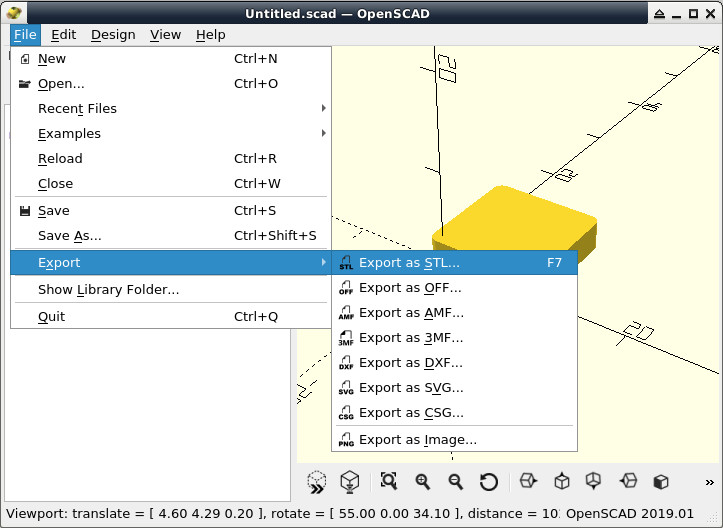 Untitled.scad — OpenSCAD
File Edit Design View Help
New Ctrl+N
Open... Ctrl+O
Recent Files
Examples
Reload Ctrl+R
Close Ctrl+W
Save Ctrl+S
Save As... Ctrl+Shift+S
Export
Show Library Folder...
Quit Ctrl+Q
STL Export as STL... F7
OFF Export as OFF...
AMF Export as AMF...
3MF Export as 3MF...
DXF Export as DXF...
SVG Export as SVG...
CSG Export as CSG...
PNG Export as Image...
20
»
Viewport: translate = [ 4.60 4.29 0.20 ], rotate = [ 55.00 0.00 34.10 ], distance = 10 OpenSCAD 2019.01